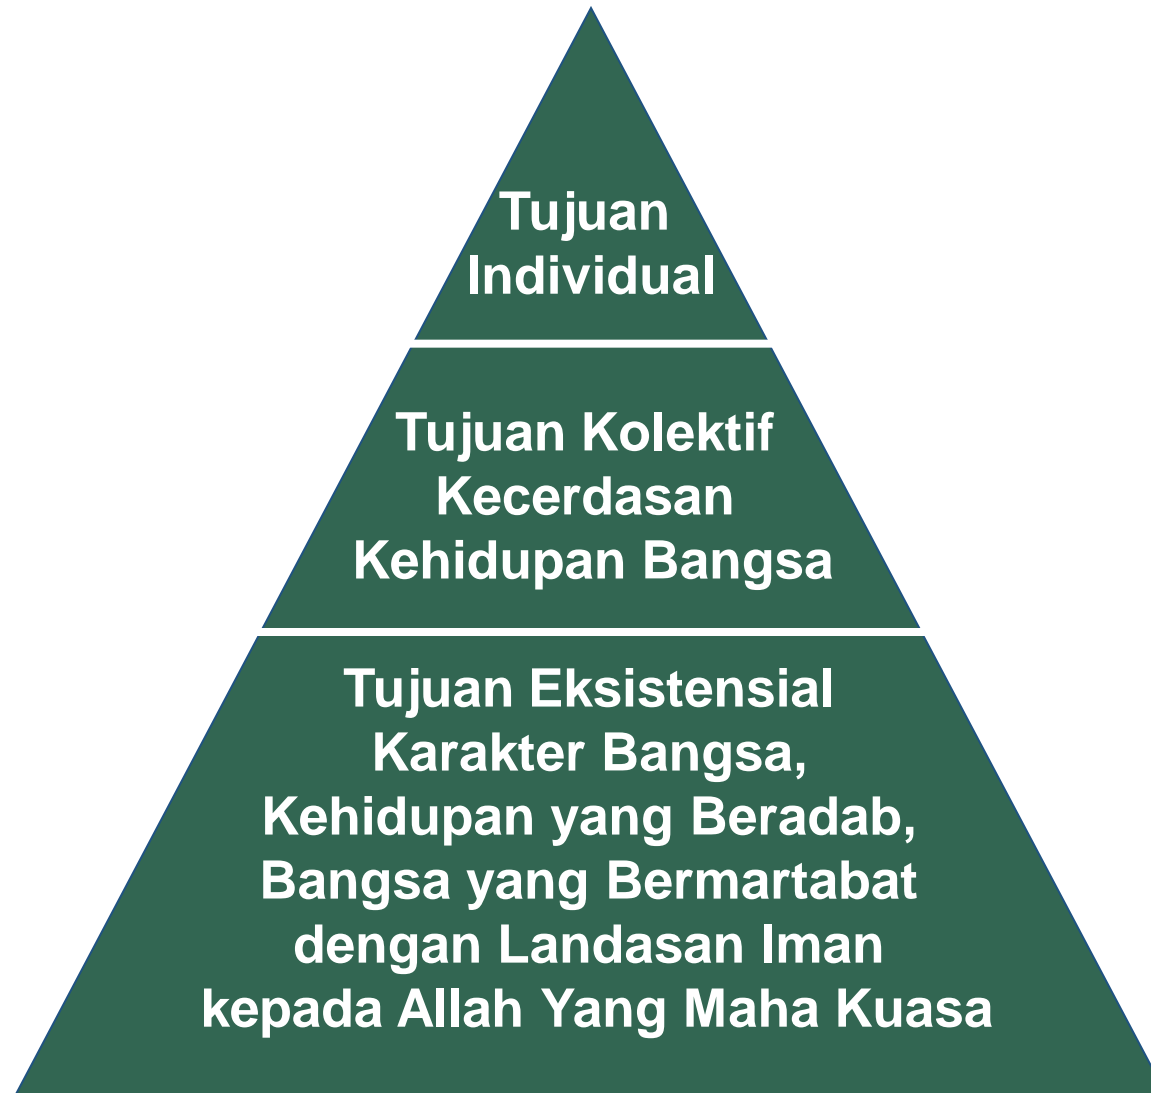 Tujuan
Individual
Tujuan Kolektif
Kecerdasan
Kehidupan Bangsa
Tujuan Eksistensial
Karakter Bangsa,
Kehidupan yang Beradab,
Bangsa yang Bermartabat
dengan Landasan Iman
kepada Allah Yang Maha Kuasa